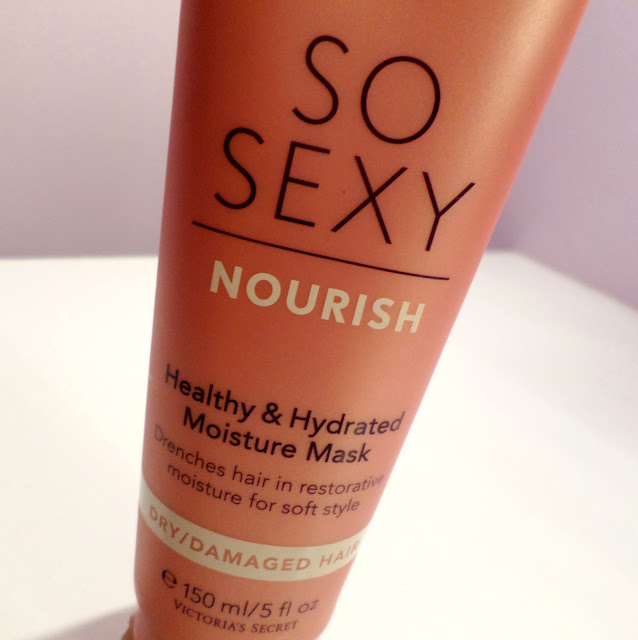 SO
SEXY
NOURISH
Healthy & Hydrated
Moisture Mask
Drenches hair in restorative
moisture for soft style
DRY/DAMAGED HAIR
e 150 ml/5 fl oz
VICTORIA'S SECRET